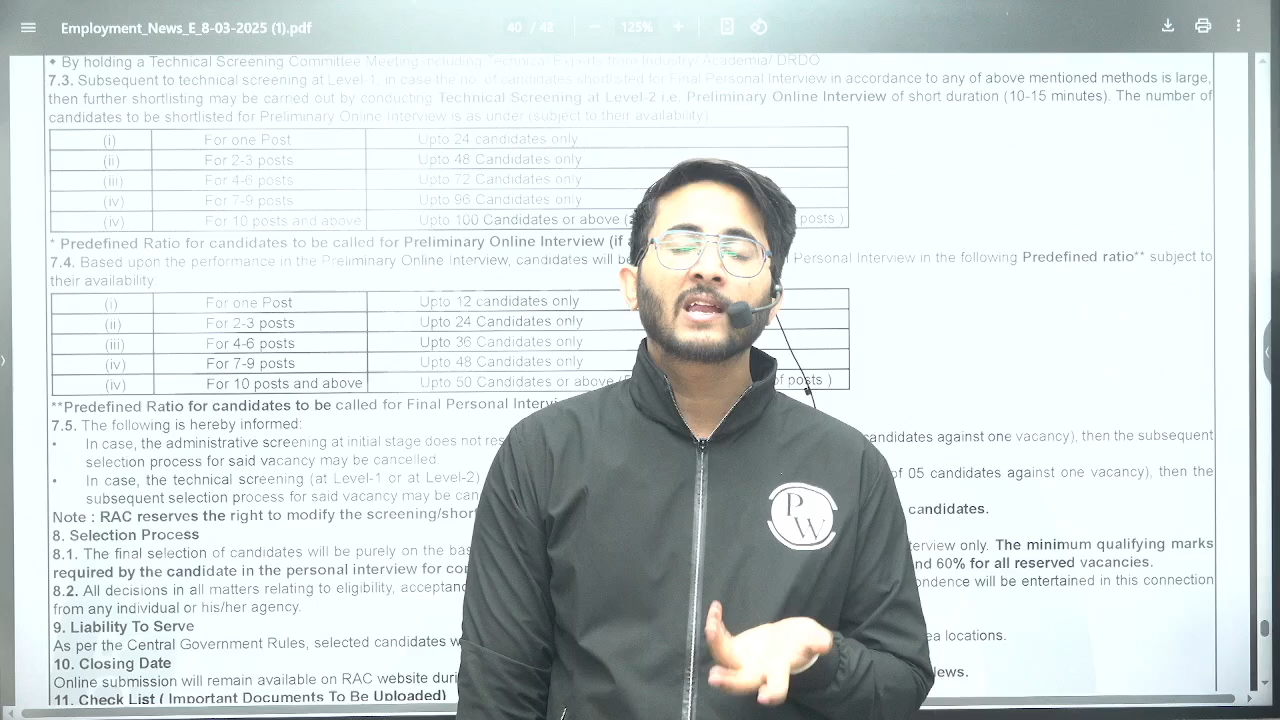 Employment_News_E_8-03-2025 (1).pdf
40 / 42
125%
By holding a Technical Screening Committee Meeting including Technical Experts from Industry/ Academia/ DRDO
7.3. Subsequent to technical screening at Level-1, in case the no. of candidates shortlisted for Final Personal Interview in accordance to any of above mentioned methods is large,
then further shortlisting may be carried out by conducting Technical Screening at Level-2 i.e. Preliminary Online Interview of short duration (10-15 minutes). The number of
candidates to be shortlisted for Preliminary Online Interview is as under (subject to their availability)
(i) For one Post Upto 24 candidates only
(ii) For 2-3 posts Upto 48 Candidates only
(iii) For 4-6 posts Upto 72 Candidates only
(iv) For 7-9 posts Upto 96 Candidates only
(iv) For 10 posts and above Upto 100 Candidates or above ( posts )
* Predefined Ratio for candidates to be called for Preliminary Online Interview (if
7.4. Based upon the performance in the Preliminary Online Interview, candidates will be Personal Interview in the following Predefined ratio** subject to
their availability
(i) For one Post Upto 12 candidates only
(ii) For 2-3 posts Upto 24 Candidates only
(iii) For 4-6 posts Upto 36 Candidates only
(iv) For 7-9 posts Upto 48 Candidates only
(iv) For 10 posts and above Upto 50 Candidates or above of posts )
**Predefined Ratio for candidates to be called for Final Personal
7.5. The following is hereby informed:
• In case, the administrative screening at initial stage does not candidates against one vacancy), then the subsequent
selection process for said vacancy may be cancelled.
• In case, the technical screening (at Level-1 or at Level-2) of 05 candidates against one vacancy), then the
subsequent selection process for said vacancy may be
Note : RAC reserves the right to modify the candidates.
8. Selection Process
8.1. The final selection of candidates will be purely on the only. The minimum qualifying marks
required by the candidate in the personal interview for 60% for all reserved vacancies.
8.2. All decisions in all matters relating to eligibility, will be entertained in this connection
from any individual or his/her agency.
9. Liability To Serve
As per the Central Government Rules, selected candidates locations.
10. Closing Date
Online submission will remain available on RAC website
11. Check List ( Important Documents To Be Uploaded)
P
W